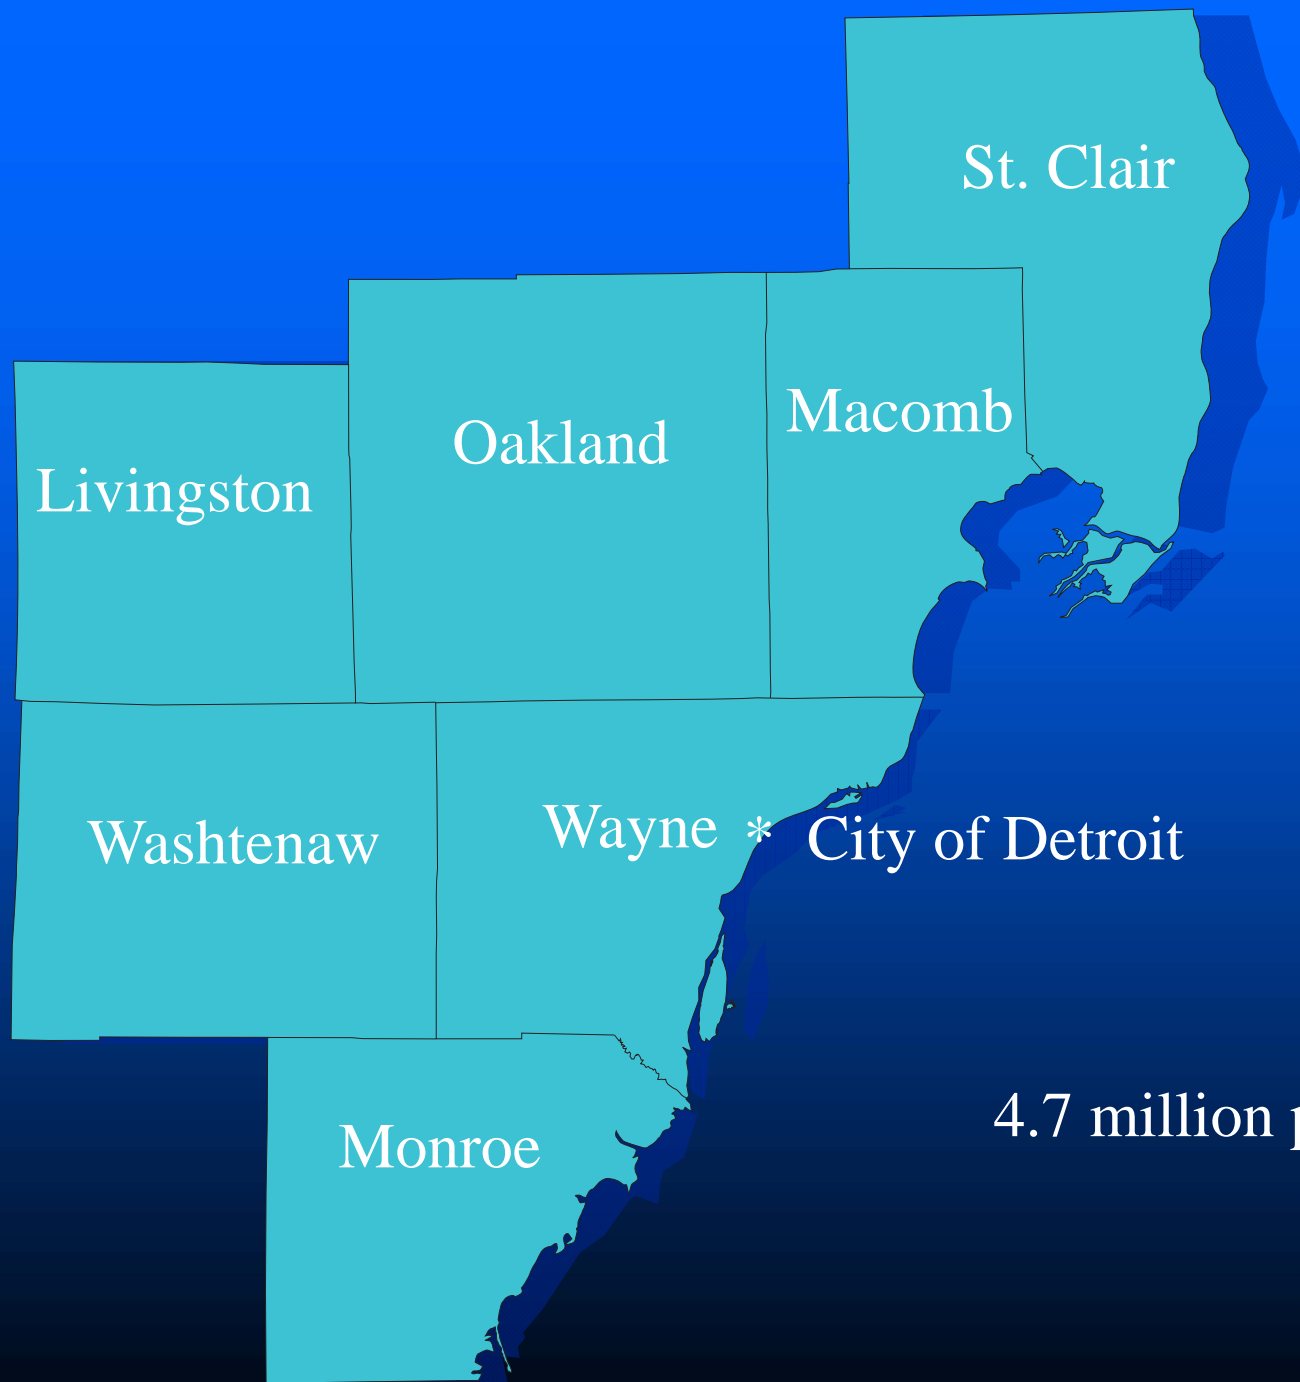 St. Clair
Macomb
Oakland
Livingston
Wayne * City of Detroit
Washtenaw
4.7 million
Monroe